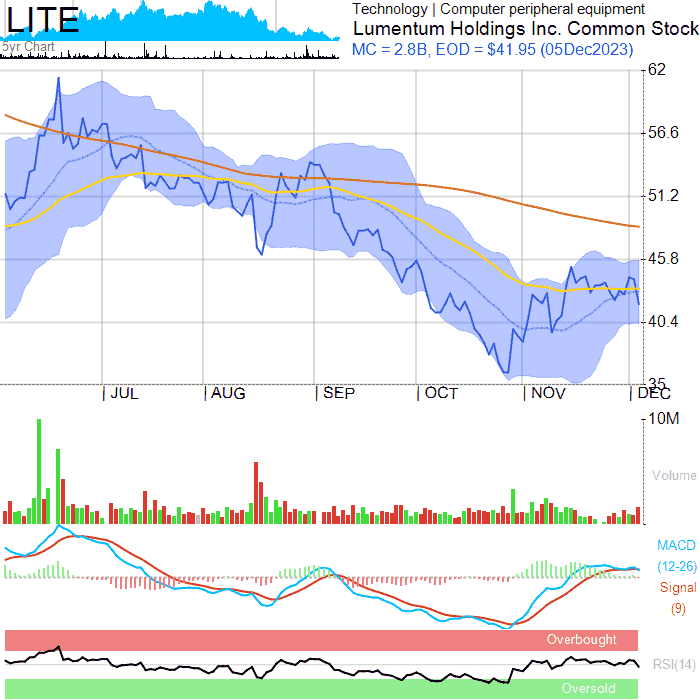 LITE
Technology | Computer peripheral equipment
Lumentum Holdings Inc. Common Stock
MC = 2.8B, EOD = $41.95 (05Dec2023)
5yr Chart
62
56.6
51.2
45.8
40.4
35
JUL AUG SEP OCT NOV DEC
10M
Volume
MACD
(12-26)
Signal
(9)
Overbought
RSI(14)
Oversold